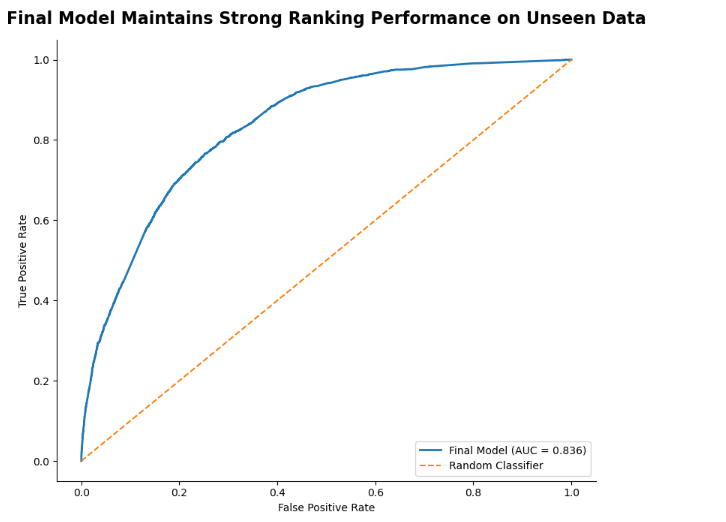 Final Model Maintains Strong Ranking Performance on Unseen Data
1.0
0.8
0.6
0.4
0.2
0.0
True Positive Rate
Final Model (AUC = 0.836)
Random Classifier
0.0 0.2 0.4 0.6 0.8 1.0
False Positive Rate